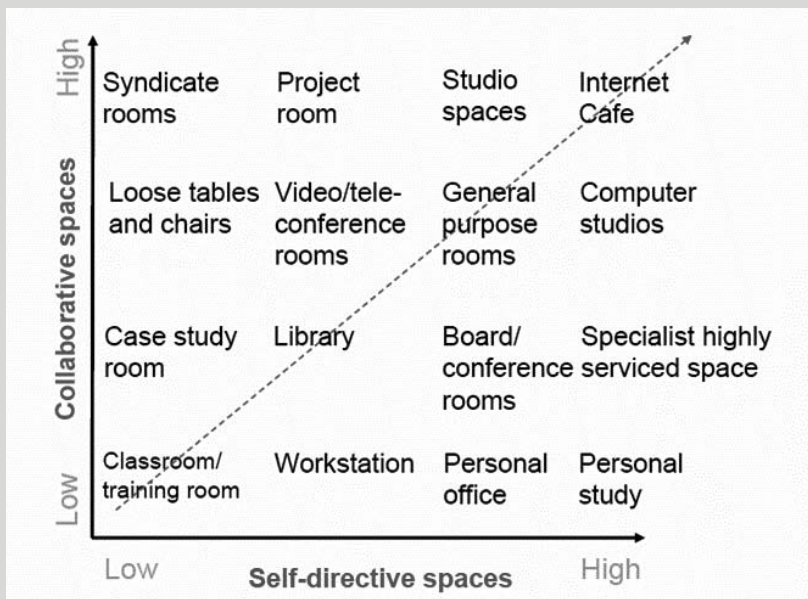 High
Collaborative spaces
Low
Syndicate
rooms
Project
room
Studio
spaces
Internet
Cafe
Loose tables
and chairs
Video/tele-
conference
rooms
General
purpose
rooms
Computer
studios
Case study
room
Library
Board/
conference
rooms
Specialist highly
serviced space
Classroom/
training room
Workstation
Personal
office
Personal
study
Low
Self-directive spaces
High